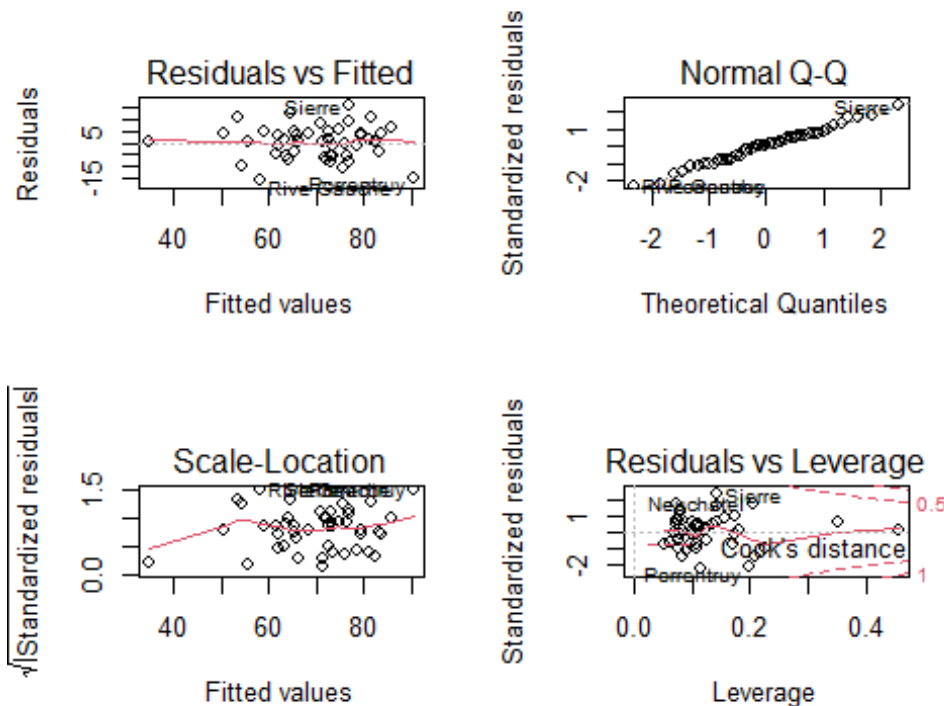 Residuals vs Fitted
Residuals
5
-15
Sierre
Porrentruy
40 60 80
Fitted values
Normal Q-Q
Standardized residuals
1
-2
Sierre
-2 -1 0 1 2
Theoretical Quantiles
Scale-Location
√|Standardized residuals|
1.5
0.0
40 60 80
Fitted values
Residuals vs Leverage
Standardized residuals
1
-2
Neuchatel
Sierre
Cook's distance
Porrentruy
0.5
1
0.0 0.2 0.4
Leverage